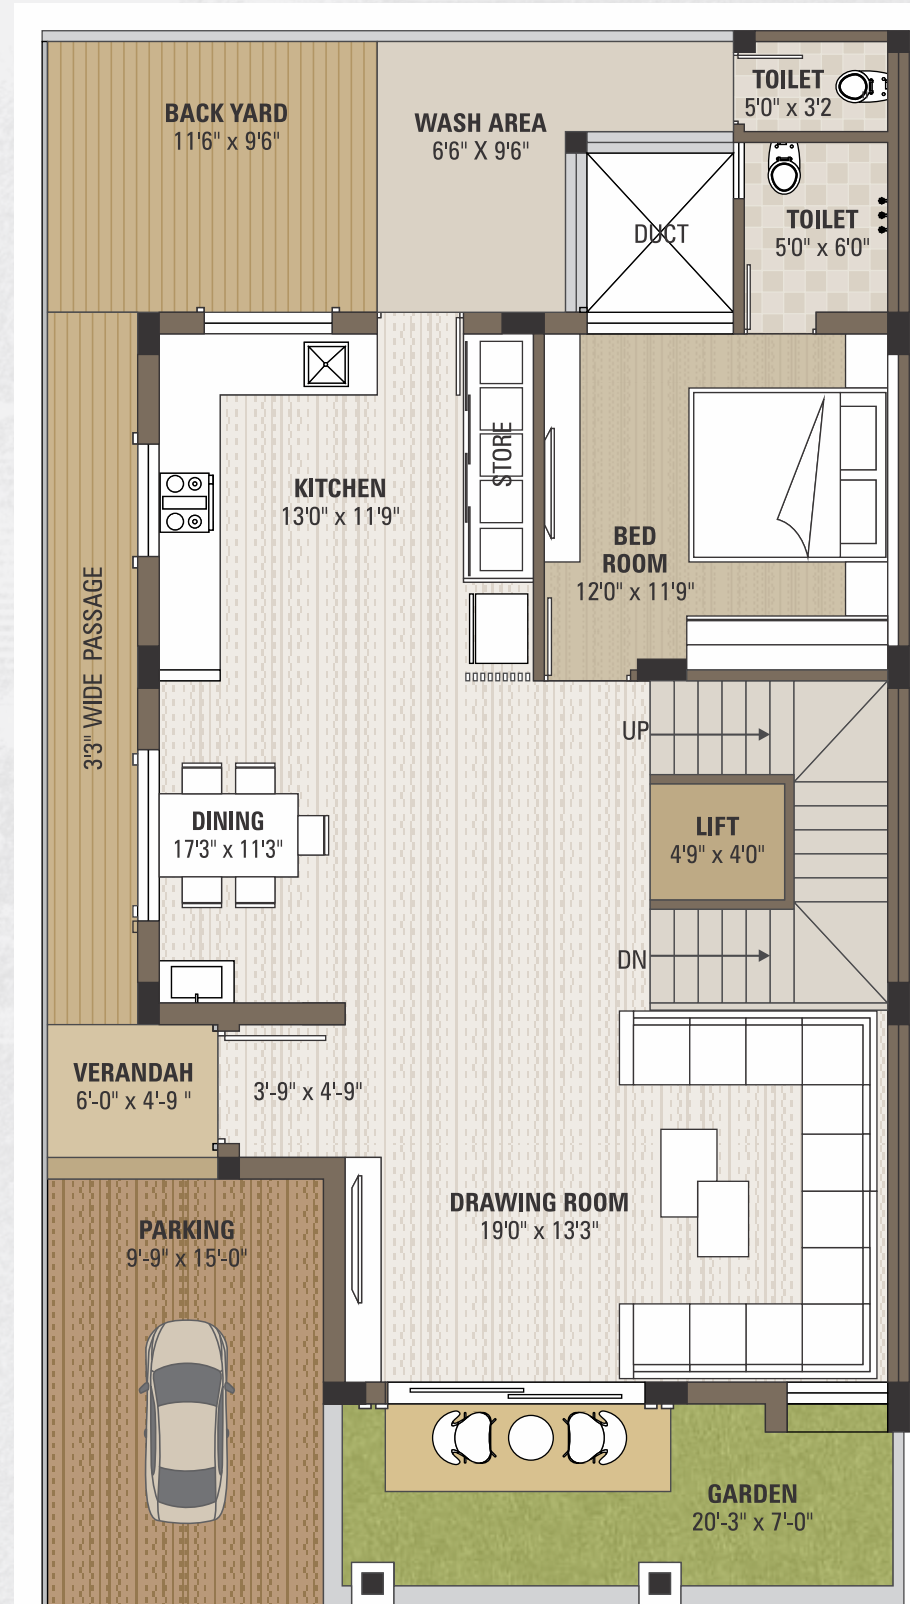 BACK YARD
11'6" x 9'6"
WASH AREA
6'6" X 9'6"
TOILET
5'0" x 3'2
DUCT
TOILET
5'0" x 6'0"
KITCHEN
13'0" x 11'9"
STORE
BED
ROOM
12'0" x 11'9"
3'3" WIDE PASSAGE
UP
DINING
17'3" x 11'3"
LIFT
4'9" x 4'0"
DN
VERANDAH
6'-0" x 4'-9 "
3'-9" x 4'-9"
DRAWING ROOM
19'0" x 13'3"
PARKING
9'-9" x 15'-0"
GARDEN
20'-3" x 7'-0"